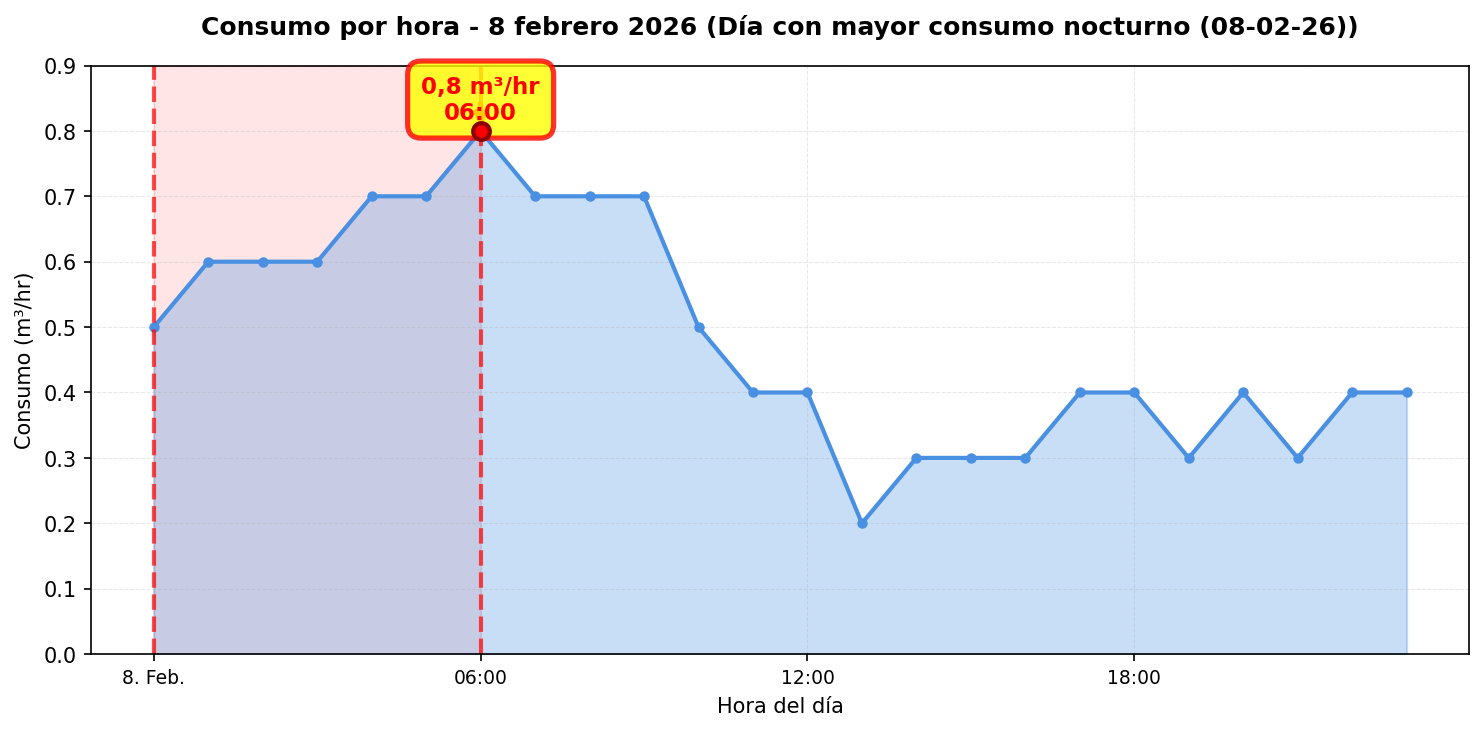 Consumo por hora - 8 febrero 2026 (Día con mayor consumo nocturno (08-02-26))
0,8 m³/hr
06:00
Consumo (m³/hr)
0.9
0.8
0.7
0.6
0.5
0.4
0.3
0.2
0.1
0.0
8. Feb.
06:00
12:00
18:00
Hora del día